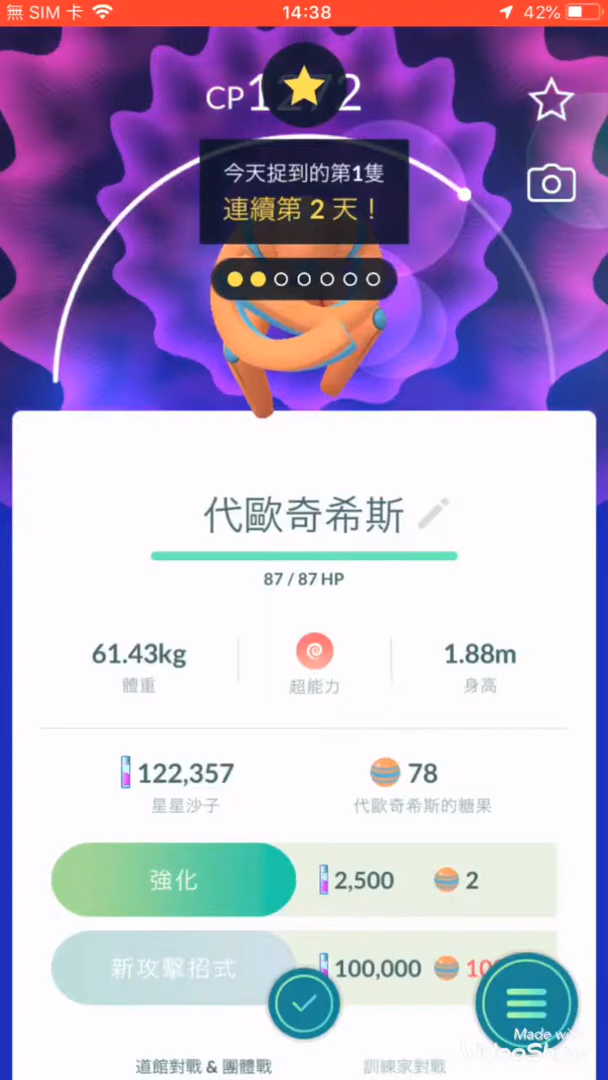 無 SIM 卡
14:38
42%
CP1272
今天捉到的第1隻
連續第 2 天！
代歐奇希斯
87 / 87 HP
61.43kg
體重
超能力
1.88m
身高
122,357
星星沙子
78
代歐奇希斯的糖果
強化
2,500
2
新攻擊招式
100,000
道館對戰 & 團體戰
訓練家對戰
Made with
VideoShow